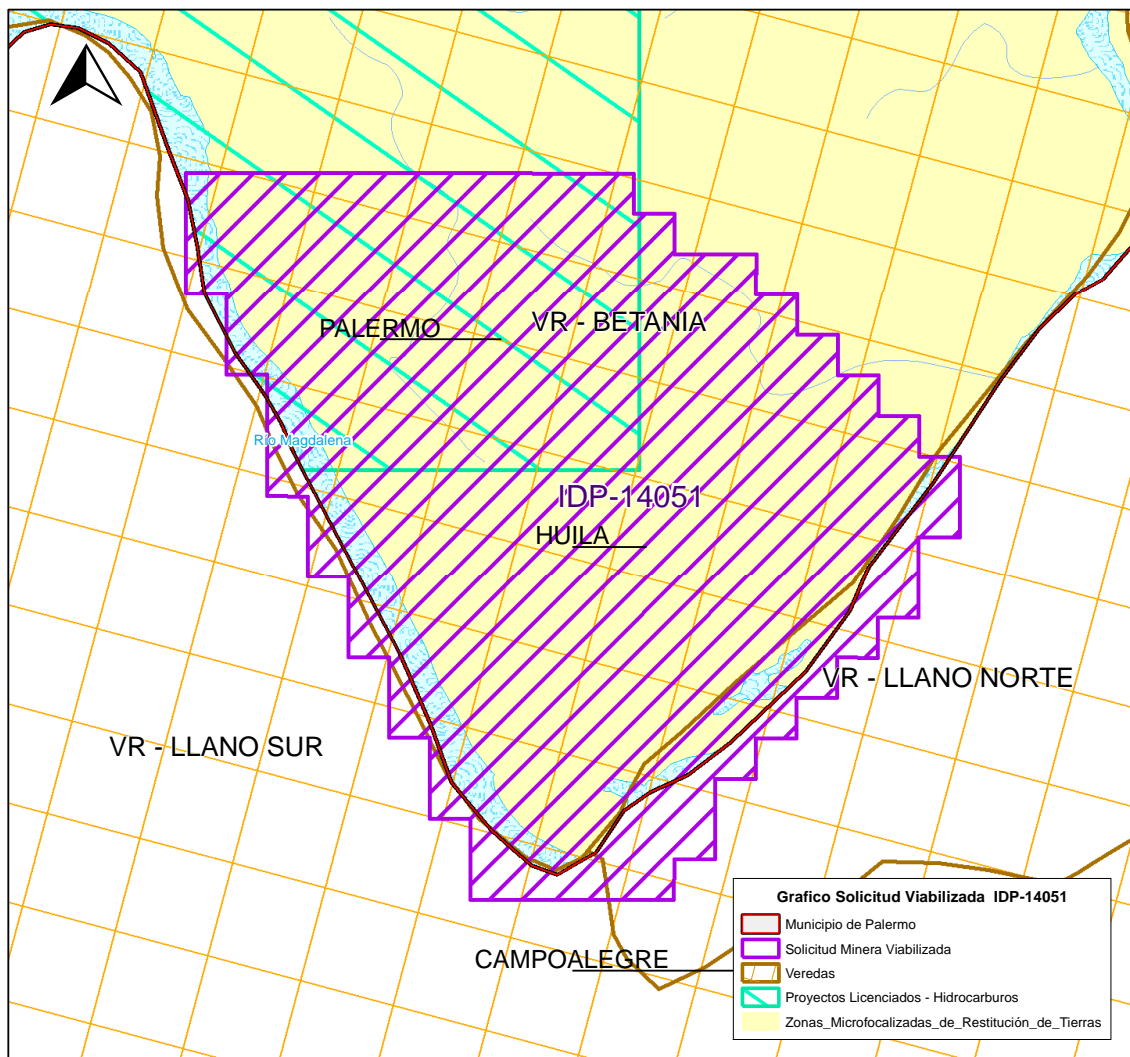 PALERMO
VR - BETANIA
Río Magdalena
IDP-14051
HUILA
VR - LLANO NORTE
VR - LLANO SUR
CAMPOALEGRE
Grafico Solicitud Viabilizada IDP-14051
Municipio de Palermo
Solicitud Minera Viabilizada
Veredas
Proyectos Licenciados - Hidrocarburos
Zonas_Microfocalizadas_de_Restitución_de_Tierras